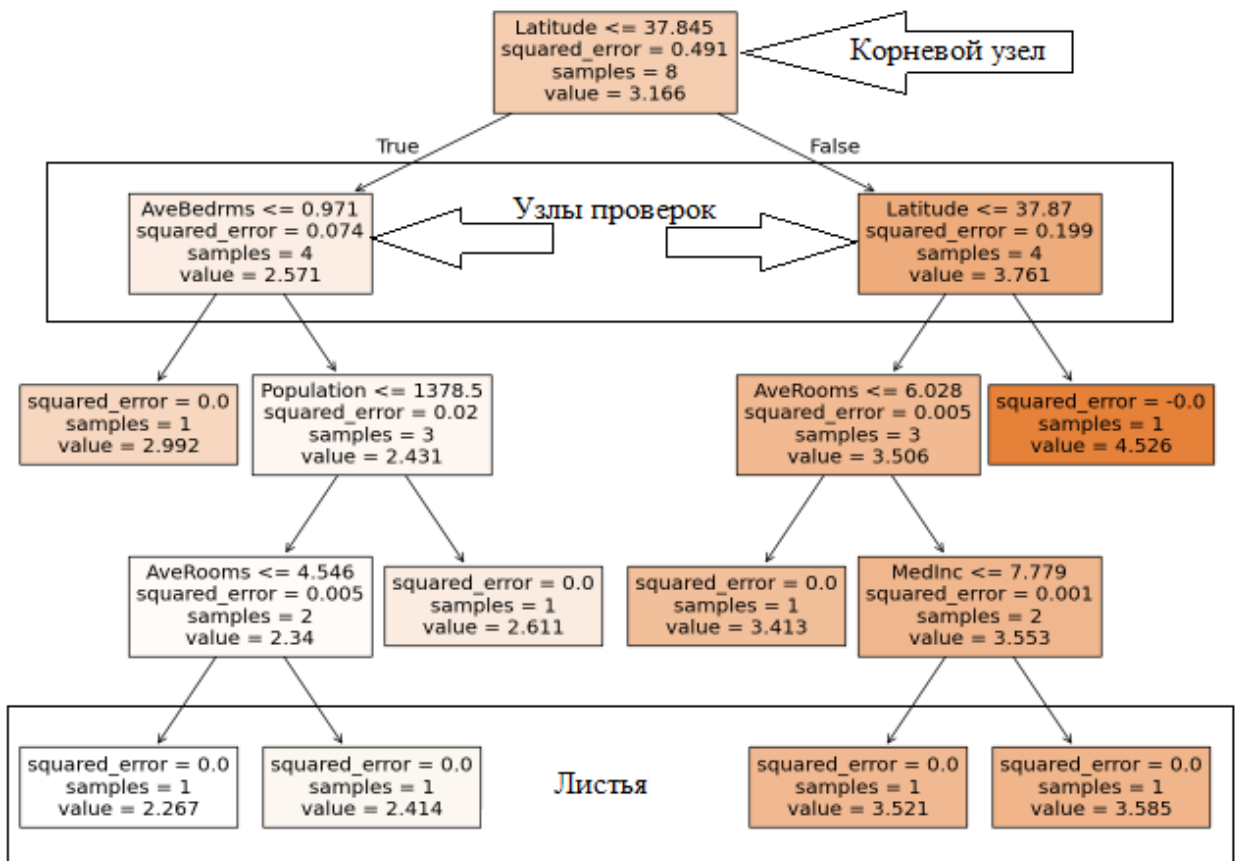 Latitude <= 37.845
squared_error = 0.491
samples = 8
value = 3.166
Корневой узел
True
False
AveBedrms <= 0.971
squared_error = 0.074
samples = 4
value = 2.571
Узлы проверок
Latitude <= 37.87
squared_error = 0.199
samples = 4
value = 3.761
squared_error = 0.0
samples = 1
value = 2.992
Population <= 1378.5
squared_error = 0.02
samples = 3
value = 2.431
AveRooms <= 6.028
squared_error = 0.005
samples = 3
value = 3.506
squared_error = -0.0
samples = 1
value = 4.526
AveRooms <= 4.546
squared_error = 0.005
samples = 2
value = 2.34
squared_error = 0.0
samples = 1
value = 2.611
squared_error = 0.0
samples = 1
value = 3.413
MedInc <= 7.779
squared_error = 0.001
samples = 2
value = 3.553
squared_error = 0.0
samples = 1
value = 2.267
squared_error = 0.0
samples = 1
value = 2.414
Листья
squared_error = 0.0
samples = 1
value = 3.521
squared_error = 0.0
samples = 1
value = 3.585